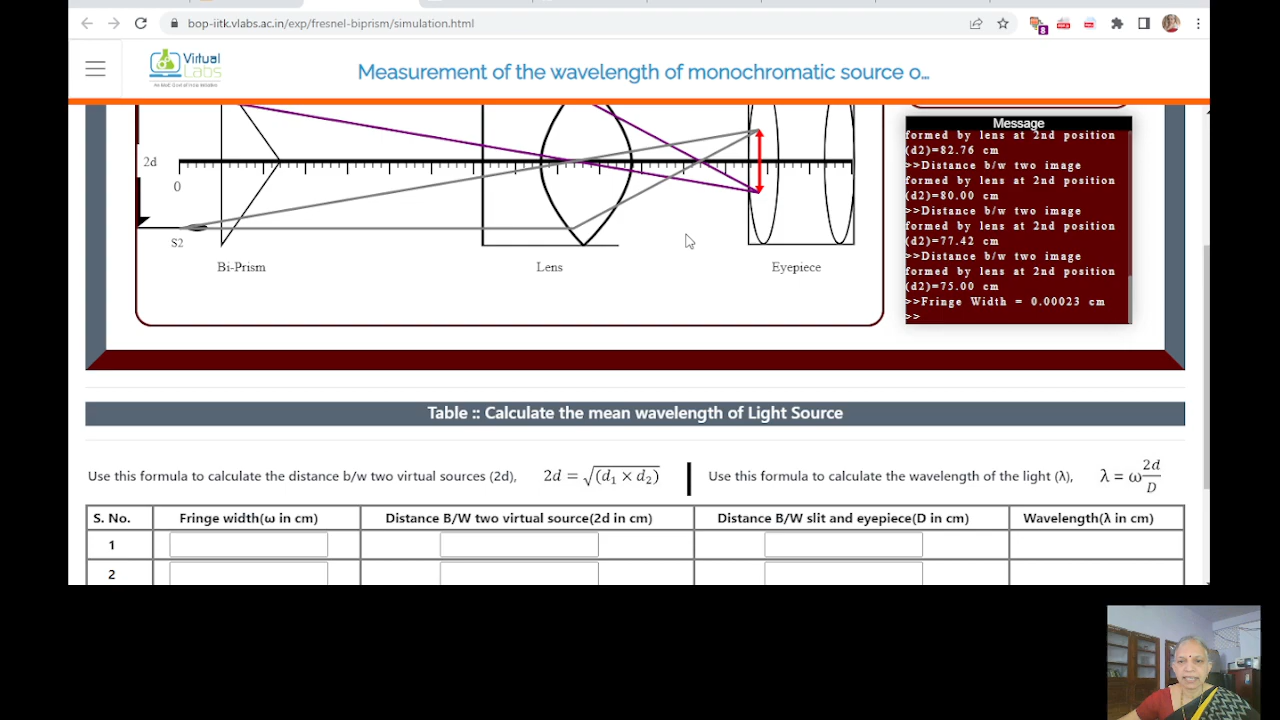 bop-iitk.vlabs.ac.in/exp/fresnel-biprism/simulation.html
8
Virtual
Labs
Measurement of the wavelength of monochromatic source o...
Message
formed by lens at 2nd position
(d2)=82.76 cm
>>Distance b/w two image
formed by lens at 2nd position
(d2)=80.00 cm
>>Distance b/w two image
formed by lens at 2nd position
(d2)=77.42 cm
>>Distance b/w two image
formed by lens at 2nd position
(d2)=75.00 cm
>>Fringe Width = 0.00023 cm
>>
2d
0
S2
Bi-Prism
Lens
Eyepiece
Table :: Calculate the mean wavelength of Light Source
Use this formula to calculate the distance b/w two virtual sources (2d), 2d = √(d₁ × d₂)
Use this formula to calculate the wavelength of the light (λ), λ = ω2d/D
S. No. Fringe width(ω in cm) Distance B/W two virtual source(2d in cm) Distance B/W slit and eyepiece(D in cm) Wavelength(λ in cm)
1
2